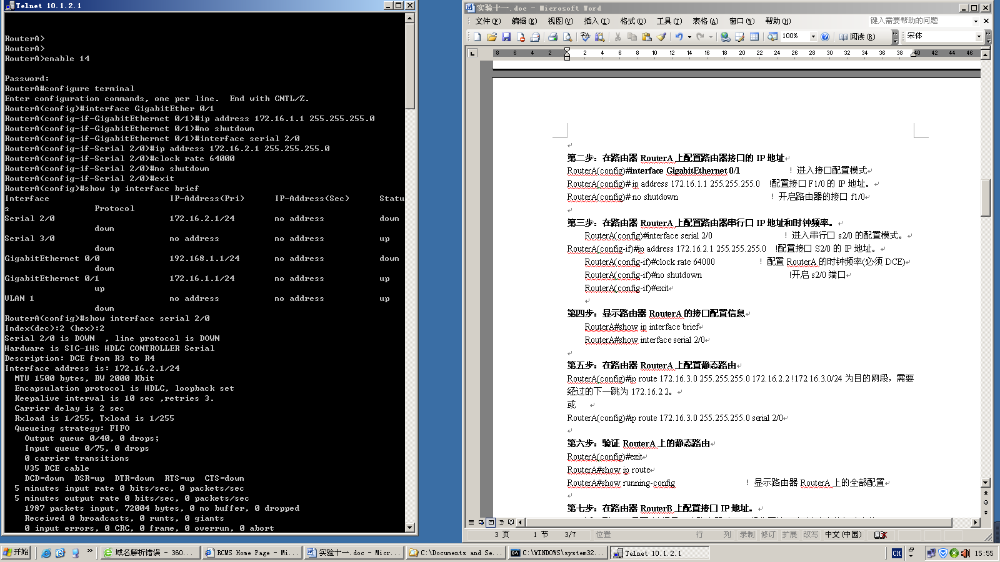 Telnet 10.1.2.1
RouterA>
RouterA>
RouterA>enable 14
Password:
RouterA#configure terminal
Enter configuration commands, one per line.  End with CNTL/Z.
RouterA(config)#interface GigabitEther 0/1
RouterA(config-if-GigabitEthernet 0/1)#ip address 172.16.1.1 255.255.255.0
RouterA(config-if-GigabitEthernet 0/1)#no shutdown
RouterA(config-if-GigabitEthernet 0/1)#interface serial 2/0
RouterA(config-if-Serial 2/0)#ip address 172.16.2.1 255.255.255.0
RouterA(config-if-Serial 2/0)#clock rate 64000
RouterA(config-if-Serial 2/0)#no shutdown
RouterA(config-if-Serial 2/0)#exit
RouterA(config)#show ip interface brief
Interface                        IP-Address(Pri)      IP-Address(Sec)      Statu
s                 Protocol
Serial 2/0                       172.16.2.1/24        no address           down
                  down
Serial 3/0                       no address           no address           up
                  down
GigabitEthernet 0/0              192.168.1.1/24       no address           down
                  down
GigabitEthernet 0/1              172.16.1.1/24        no address           up
                  up
VLAN 1                           no address           no address           up
                  down
RouterA(config)#show interface serial 2/0
Index(dec):2 (hex):2
Serial 2/0 is DOWN  , line protocol is DOWN
Hardware is SIC-1HS HDLC CONTROLLER Serial
Description: DCE from R3 to R4
Interface address is: 172.16.2.1/24
  MTU 1500 bytes, BW 2000 Kbit
  Encapsulation protocol is HDLC, loopback set
  Keepalive interval is 10 sec ,retries 3.
  Carrier delay is 2 sec
  Rxload is 1/255, Txload is 1/255
  Queueing strategy: FIFO
    Output queue 0/40, 0 drops;
    Input queue 0/75, 0 drops
    0 carrier transitions
    V35 DCE cable
    DCD=down  DSR=up  DTR=down  RTS=up  CTS=down
  5 minutes input rate 0 bits/sec, 0 packets/sec
  5 minutes output rate 0 bits/sec, 0 packets/sec
    1987 packets input, 72004 bytes, 0 no buffer, 0 dropped
    Received 0 broadcasts, 0 runts, 0 giants
    0 input errors, 0 CRC, 0 frame, 0 overrun, 0 abort
实验十一.doc - Microsoft Word
文件(F) 编辑(E) 视图(V) 插入(I) 格式(O) 工具(T) 表格(A) 窗口(W) 帮助(H) 键入需要帮助的问题
100% 阅读(R) 宋体
8 6 4 2 2 4 6 8 10 12 14 16 18 20 22 24 26 28 30 32 34 36 38 40 42 44 46
第二步：在路由器 RouterA 上配置路由器接口的 IP 地址
RouterA(config)#interface GigabitEthernet 0/1 ！进入接口配置模式
RouterA(config)# ip address 172.16.1.1 255.255.255.0 !配置接口 F1/0 的 IP 地址。
RouterA(config)# no shutdown ！开启路由器的接口 f1/0
第三步：在路由器 RouterA 上配置路由器串行口 IP 地址和时钟频率。
RouterA(config)#interface serial 2/0 ！进入串行口 s2/0 的配置模式。
RouterA(config-if)#ip address 172.16.2.1 255.255.255.0 !配置接口 S2/0 的 IP 地址。
RouterA(config-if)#clock rate 64000 ！配置 RouterA 的时钟频率(必须 DCE)
RouterA(config-if)#no shutdown !开启 s2/0 端口
RouterA(config-if)#exit
第四步：显示路由器 RouterA 的接口配置信息
RouterA#show ip interface brief
RouterA#show interface serial 2/0
第五步：在路由器 RouterA 上配置静态路由
RouterA(config)#ip route 172.16.3.0 255.255.255.0 172.16.2.2 !172.16.3.0/24 为目的网段，需要
经过的下一跳为 172.16.2.2。
或
RouterA(config)#ip route 172.16.3.0 255.255.255.0 serial 2/0
第六步：验证 RouterA 上的静态路由
RouterA(config)#exit
RouterA#show ip route
RouterA#show running-config ！显示路由器 RouterA 上的全部配置
第七步：在路由器 RouterB 上配置接口 IP 地址。
3 页 1 节 3/7 位置 行 列 录制 修订 扩展 改写 中文(中国)
开始 » 域名解析错误 - 360... RCMS Home Page - Mi... 实验十一.doc - Micr... C:\Documents and Se... C:\WINDOWS\system32... Telnet 10.1.2.1 CH 15:55